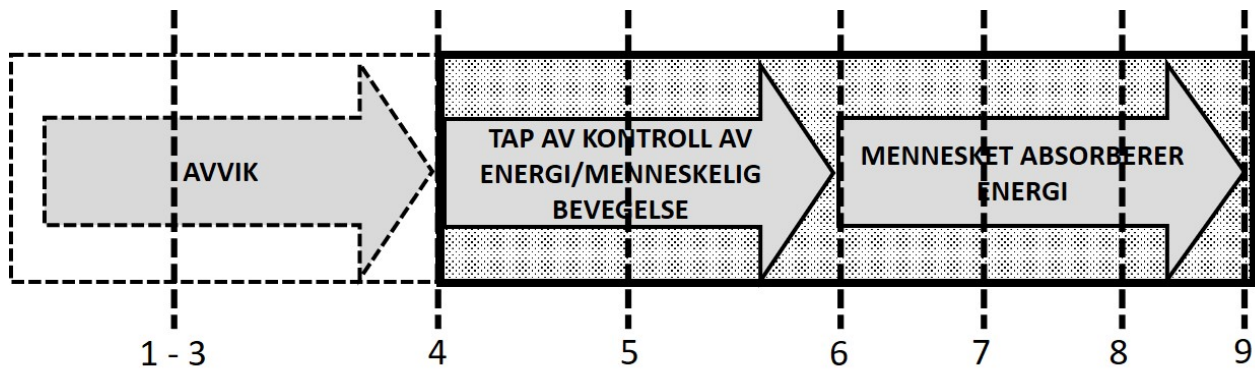 AVVIK
TAP AV KONTROLL AV
ENERGI/MENNESKELIG
BEVEGELSE
MENNESKET ABSORBERER
ENERGI
1 - 3
4
5
6
7
8
9